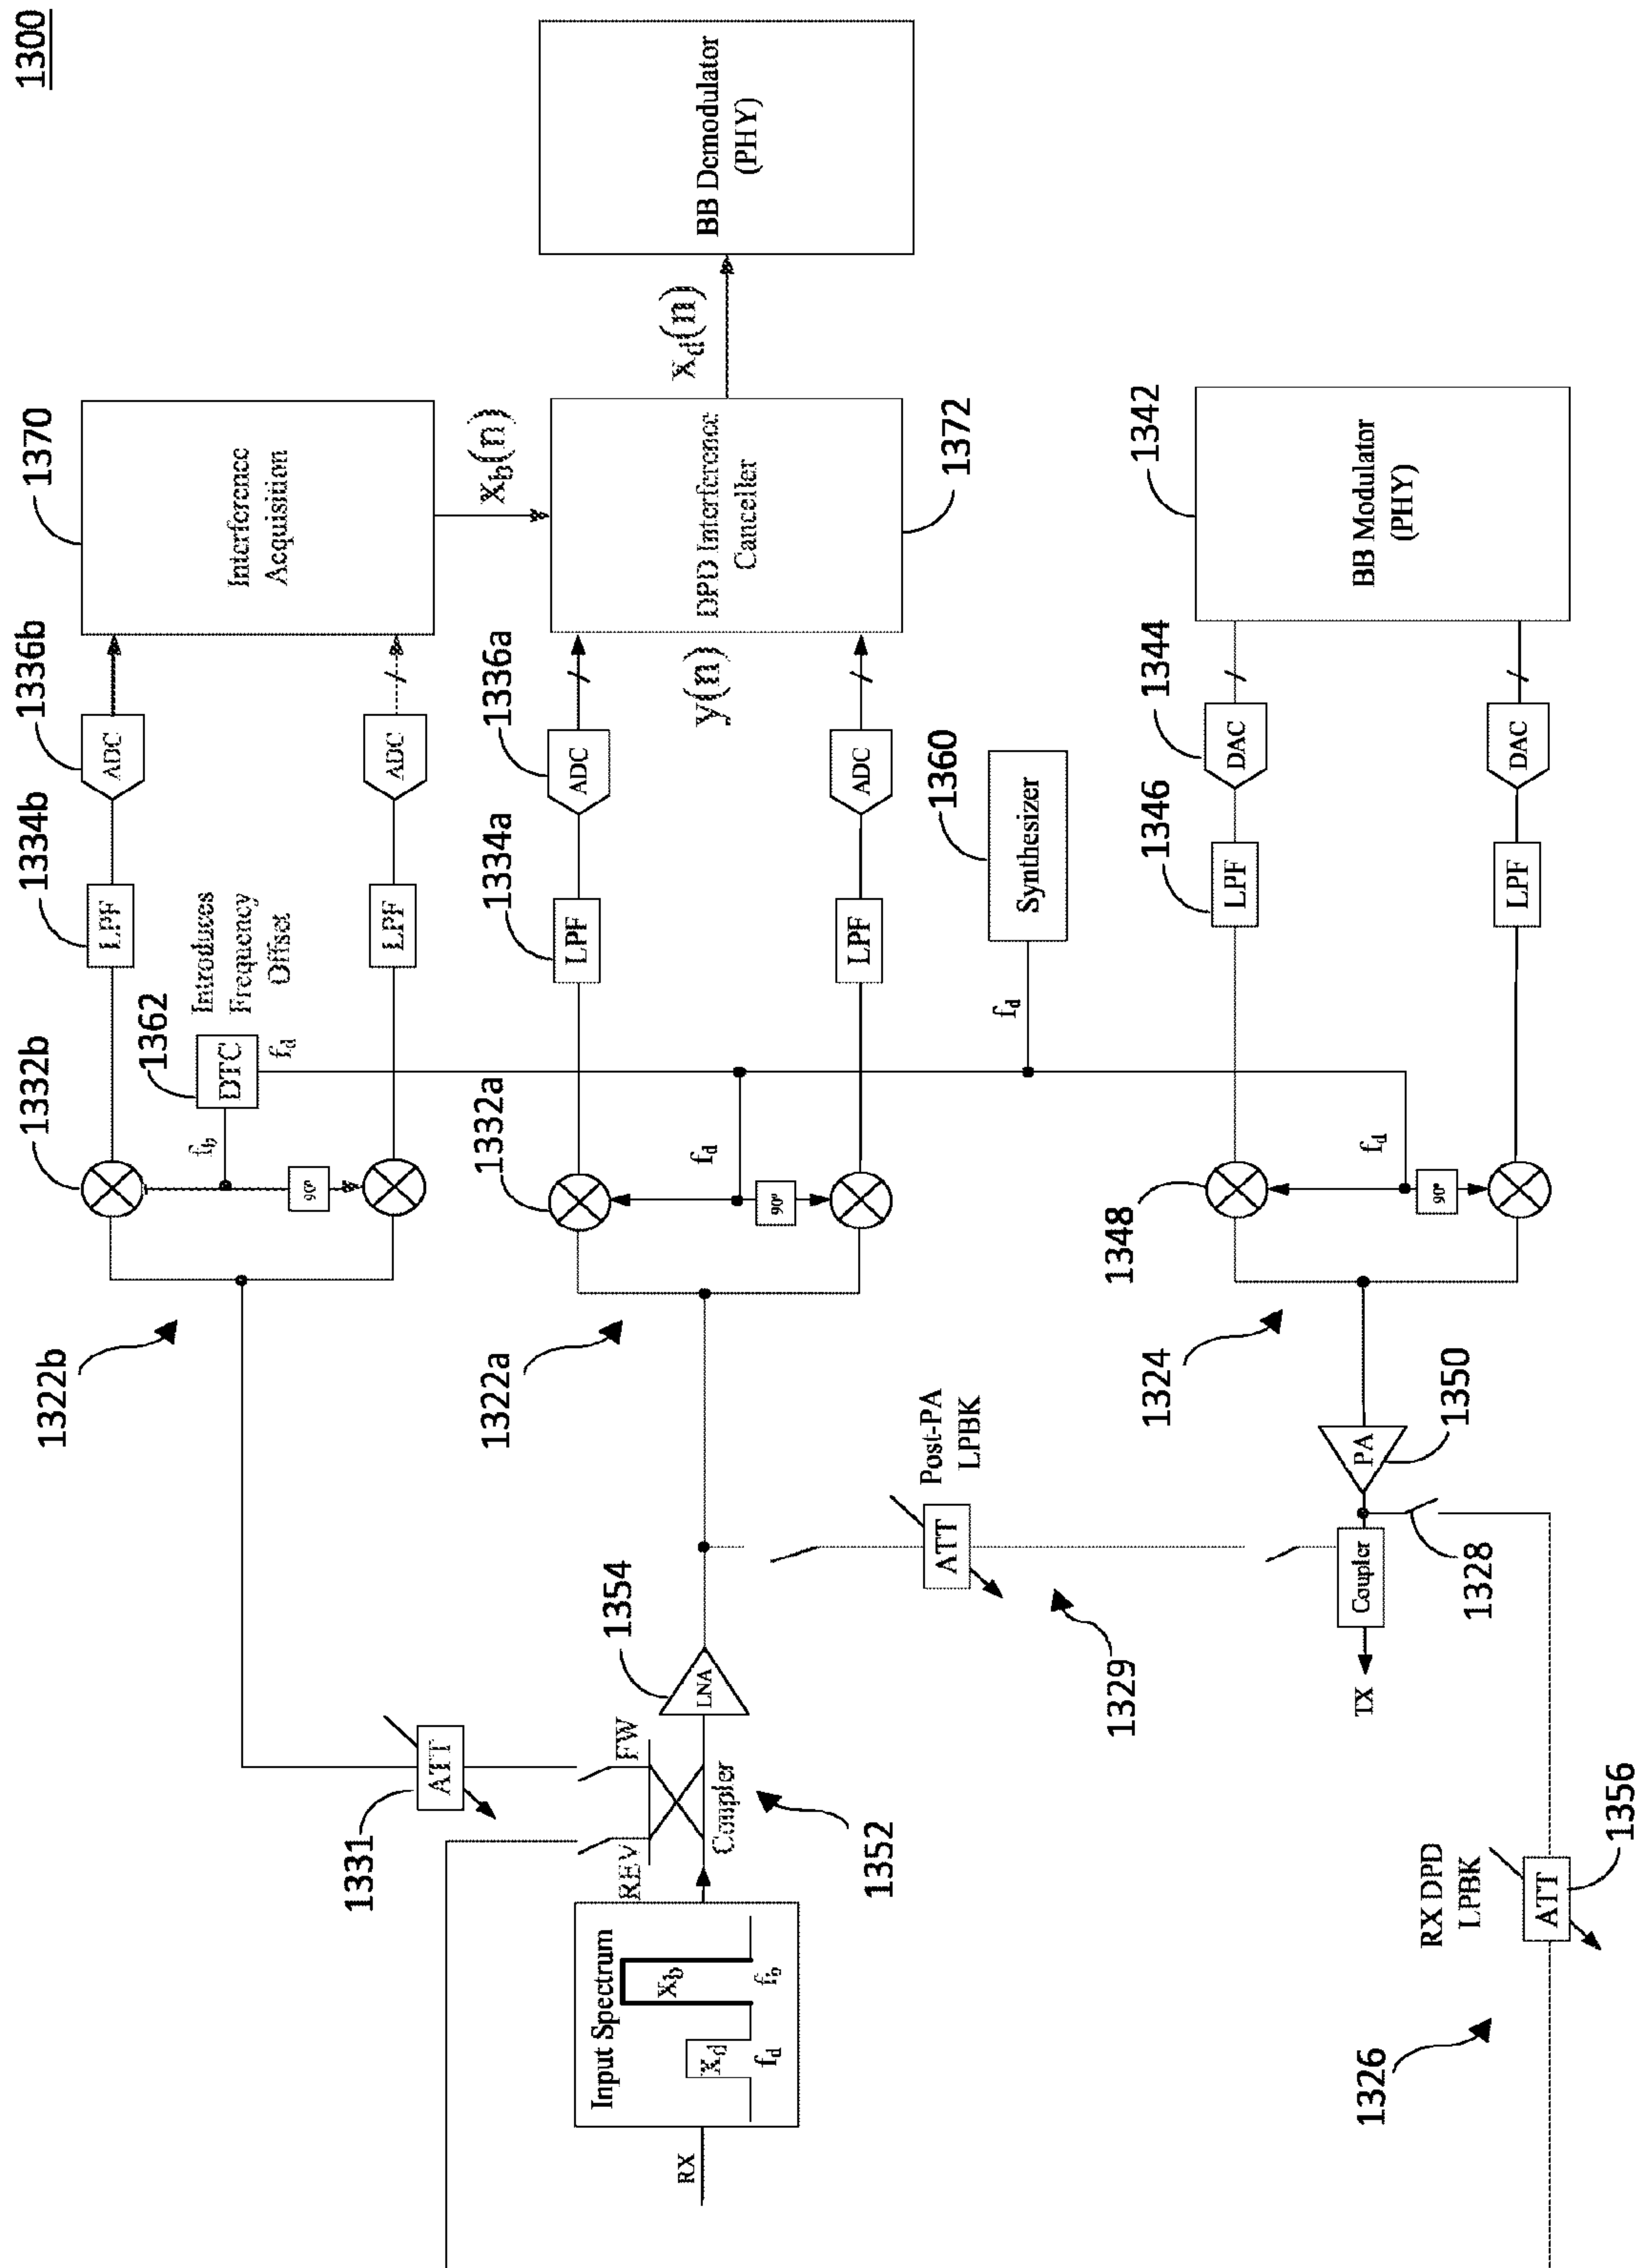 1300
1370
1336b
1334b
1362
1332b
1322b
Interference
Acquisition
ADC
LPF
Introduces
Frequency
Offset
DTC
f_d
f_b
90°
ADC
LPF
x_b(n)
BB Demodulator
(PHY)
x_d(n)
1372
1336a
1334a
1332a
1322a
DPD Interference
Canceller
y(n)
ADC
LPF
f_d
90°
ADC
LPF
1360
Synthesizer
f_d
1342
1344
1346
1348
1324
1350
BB Modulator
(PHY)
DAC
LPF
f_d
90°
DAC
LPF
PA
Coupler
TX
1328
Post-PA
LPBK
ATT
1329
1354
LNA
1331
ATT
FW
REV
Coupler
1352
Input Spectrum
X_d
X_b
f_d
f_b
RX
RX DPD
LPBK
ATT
1356
1326